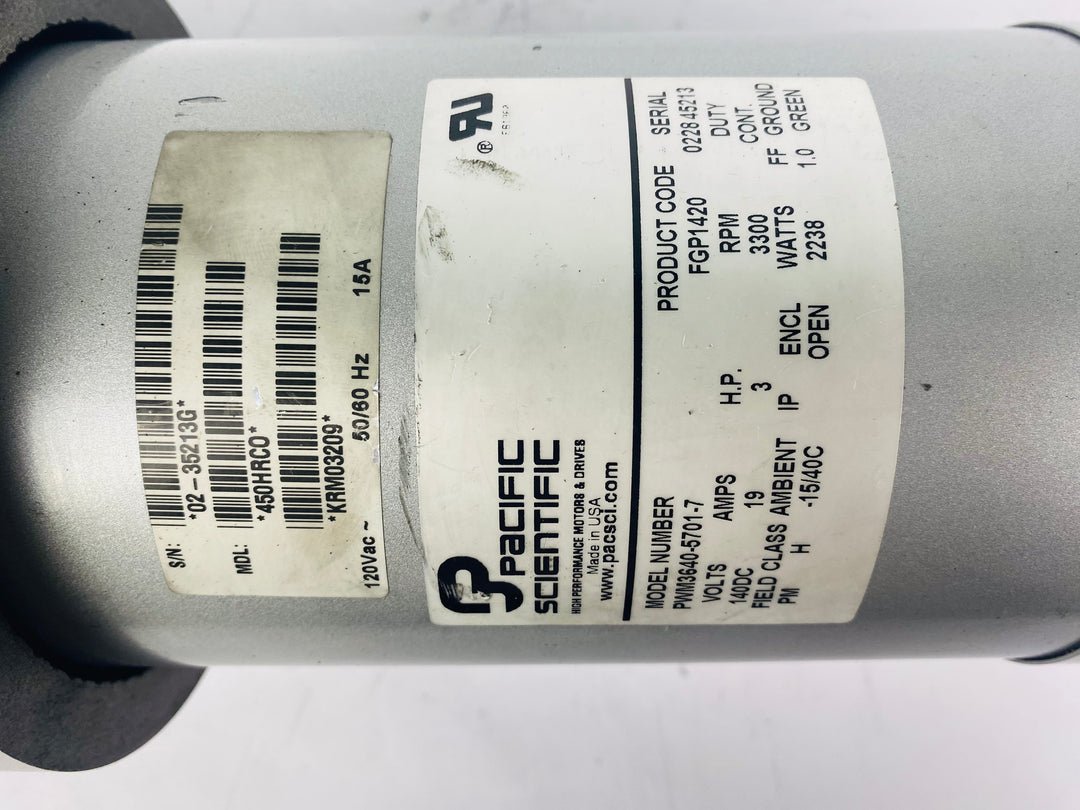 S/N:
*02-35213G*
MDL:
*450HRCO*
*KRM03209*
120Vac ~ 50/60 Hz 15A
PACIFIC
SCIENTIFIC
HIGH PERFORMANCE MOTORS & DRIVES
Made in USA
www.pacsci.com
MODEL NUMBER PRODUCT CODE SERIAL
PWM3640-5701-7 FGP1420 0228 45213
VOLTS AMPS H.P. RPM DUTY
140DC 19 3 3300 CONT.
FIELD CLASS AMBIENT IP ENCL WATTS FF GROUND
PM H -15/40C OPEN 2238 1.0 GREEN